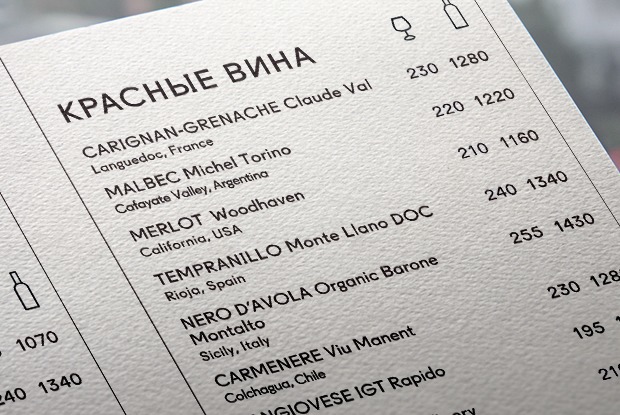 КРАСНЫЕ ВИНА
CARIGNAN-GRENACHE Claude Val 230 1280
Languedoc, France
MALBEC Michel Torino 220 1220
Cafayate Valley, Argentina
MERLOT Woodhaven 210 1160
California, USA
TEMPRANILLO Monte Llano DOC 240 1340
Rioja, Spain
NERO D'AVOLA Organic Barone 255 1430
Montalto
Sicily, Italy
CARMENERE Viu Manent 230
Colchagua, Chile
IGT Rapido 195
1070
1340